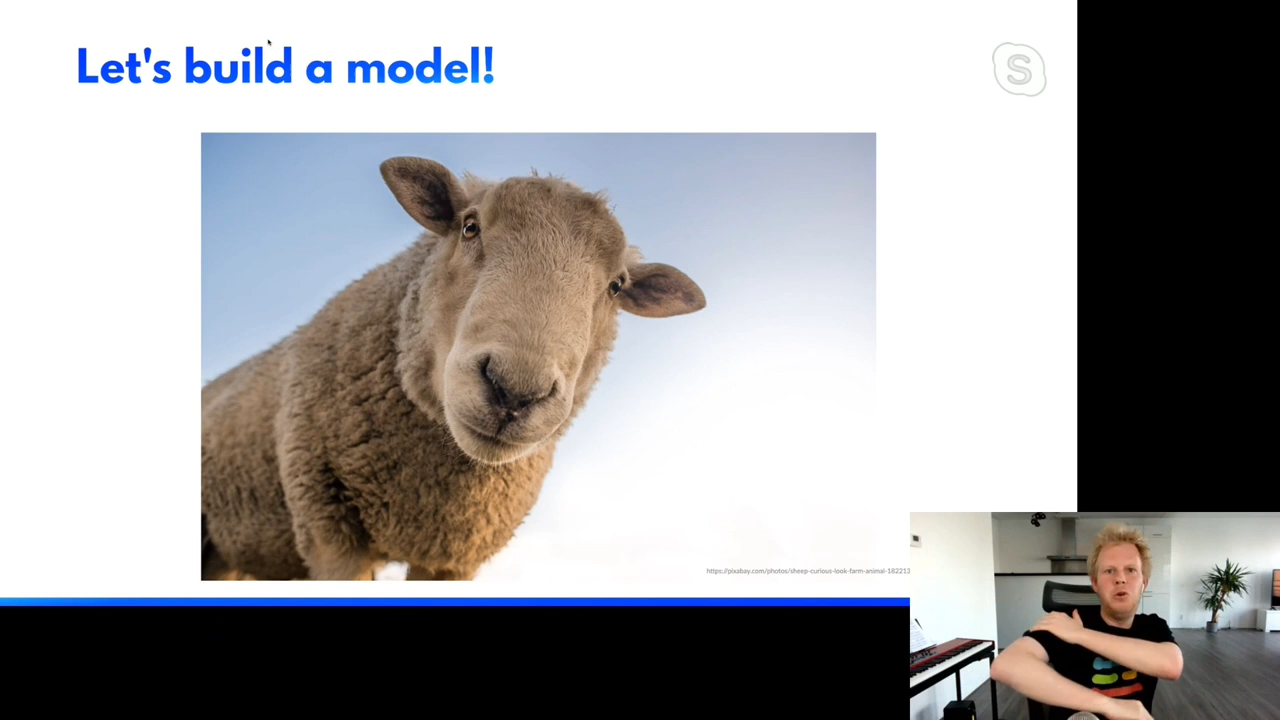 Let's build a model!
S
https://pixabay.com/photos/sheep-curious-look-farm-animal-182213